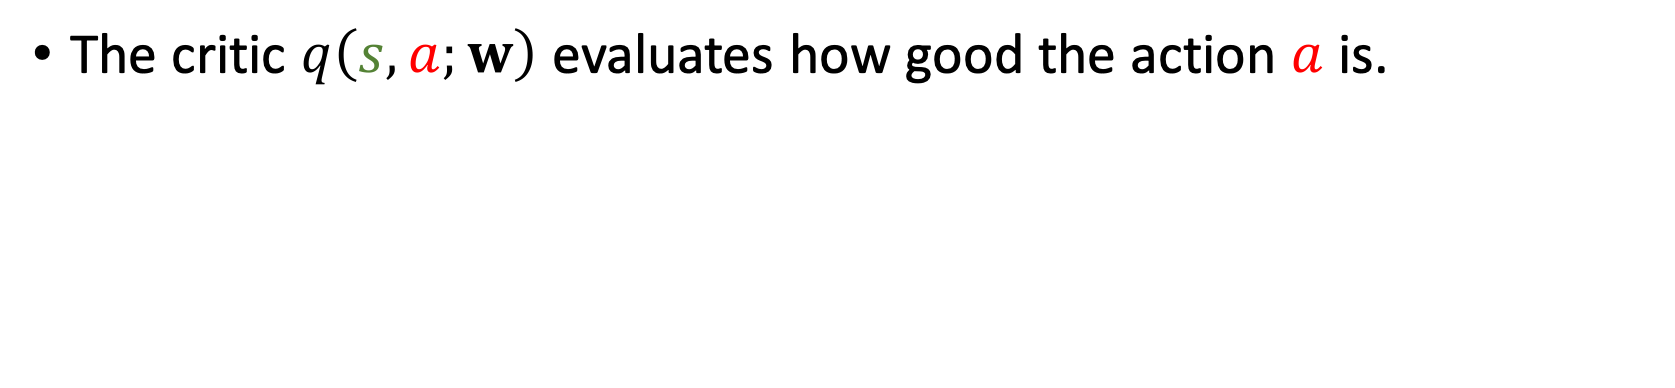 • The critic q(s, a; w) evaluates how good the action a is.